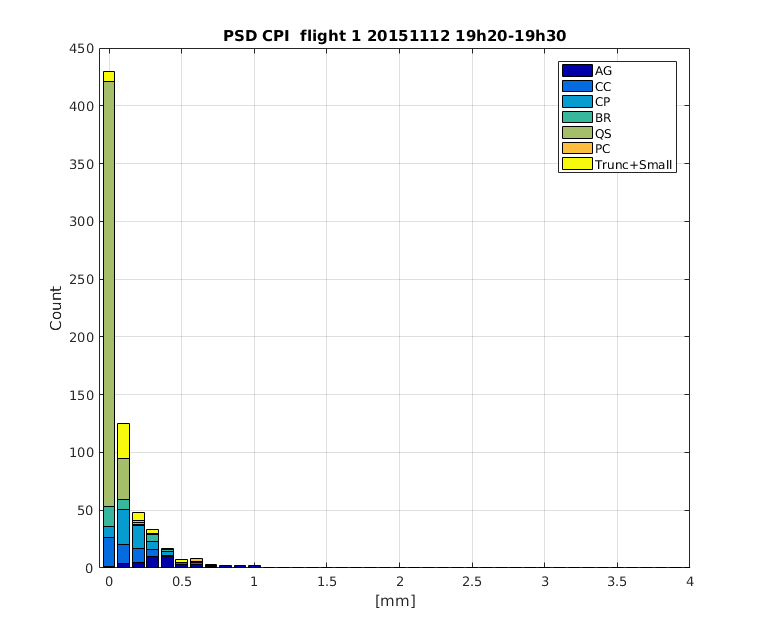 PSD CPI  flight 1 20151112 19h20-19h30
450
400
350
300
250
200
150
100
50
0
Count
AG
CC
CP
BR
QS
PC
Trunc+Small
0 0.5 1 1.5 2 2.5 3 3.5 4
[mm]